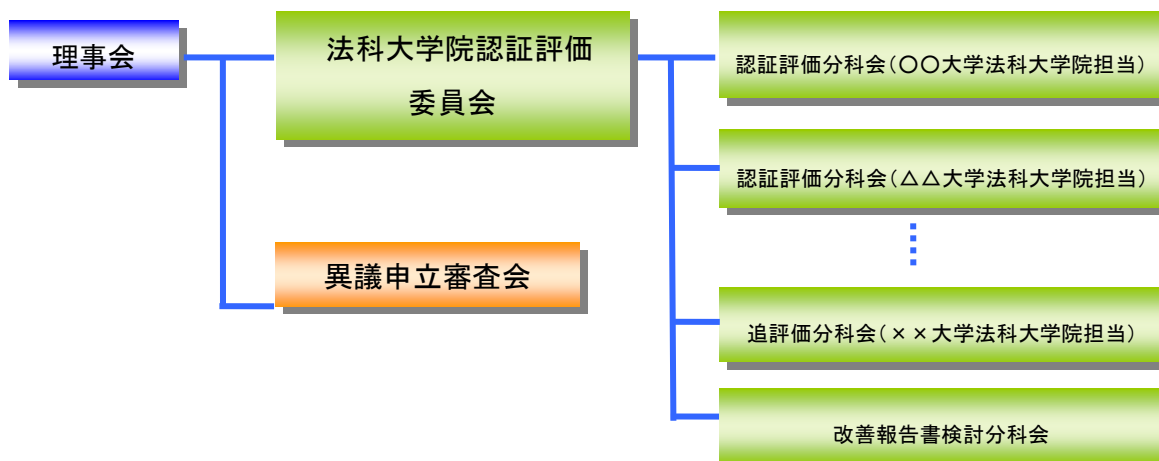 理事会
法科大学院認証評価
委員会
異議申立審査会
認証評価分科会(〇〇大学法科大学院担当)
認証評価分科会(△△大学法科大学院担当)
追評価分科会(××大学法科大学院担当)
改善報告書検討分科会